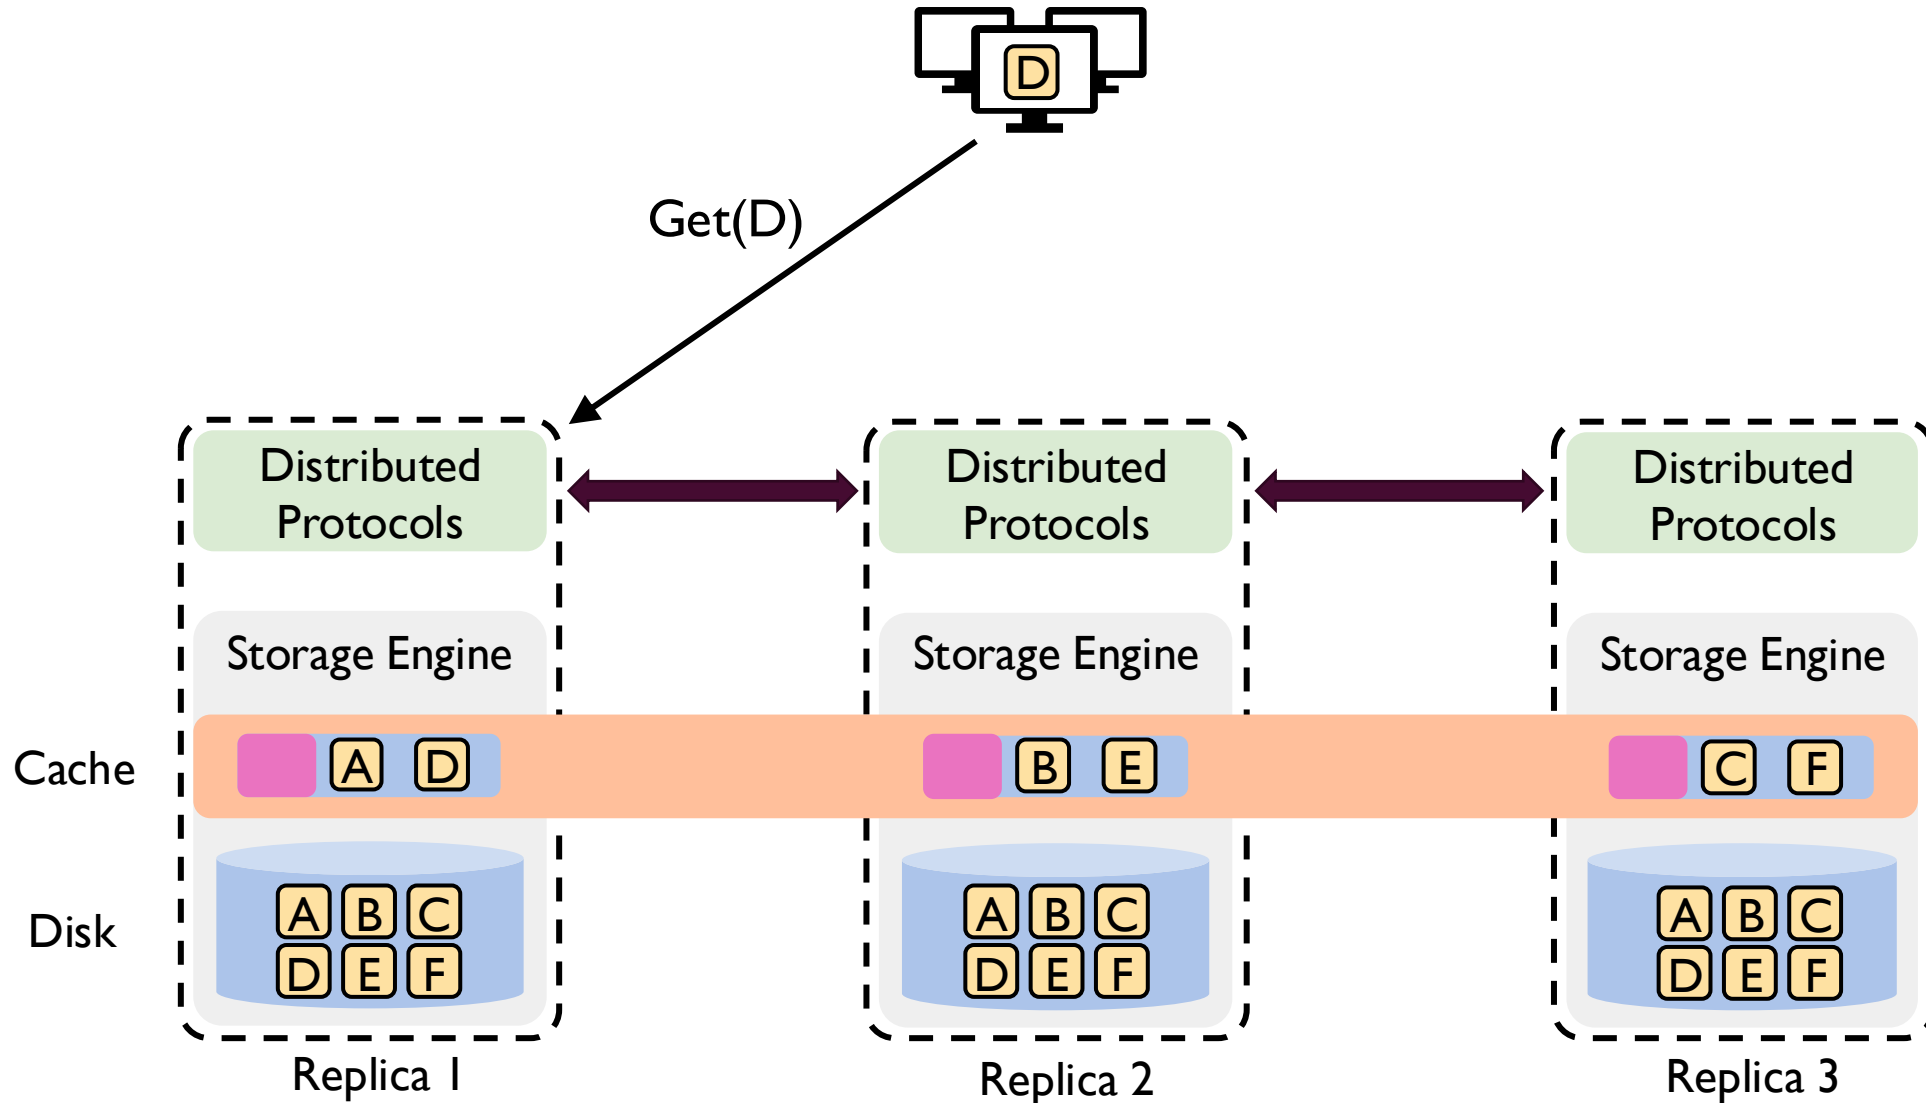 D
Get(D)
Distributed
Protocols
Distributed
Protocols
Distributed
Protocols
Storage Engine
Storage Engine
Storage Engine
Cache
A D
B E
C F
Disk
A B C
D E F
A B C
D E F
A B C
D E F
Replica 1
Replica 2
Replica 3